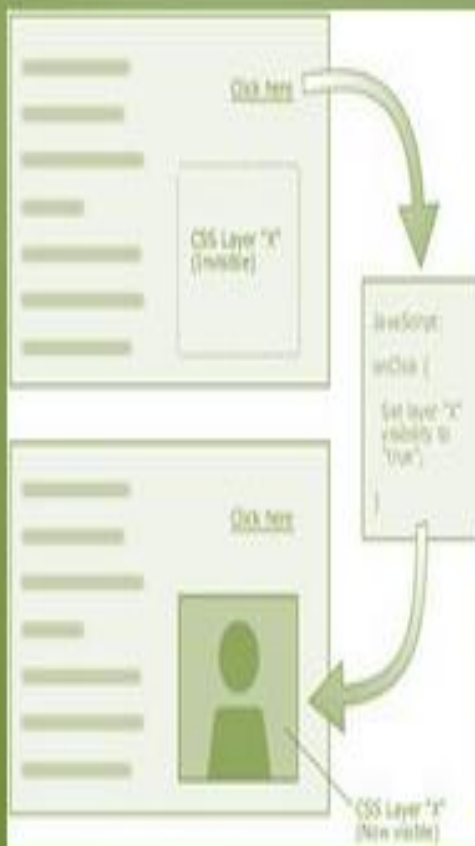 Click here
CSS Layer "X"
(Invisible)
JavaScript:
onClick {
Set layer "X"
visibility to
"true";
}
Click here
CSS Layer "X"
(Now visible)